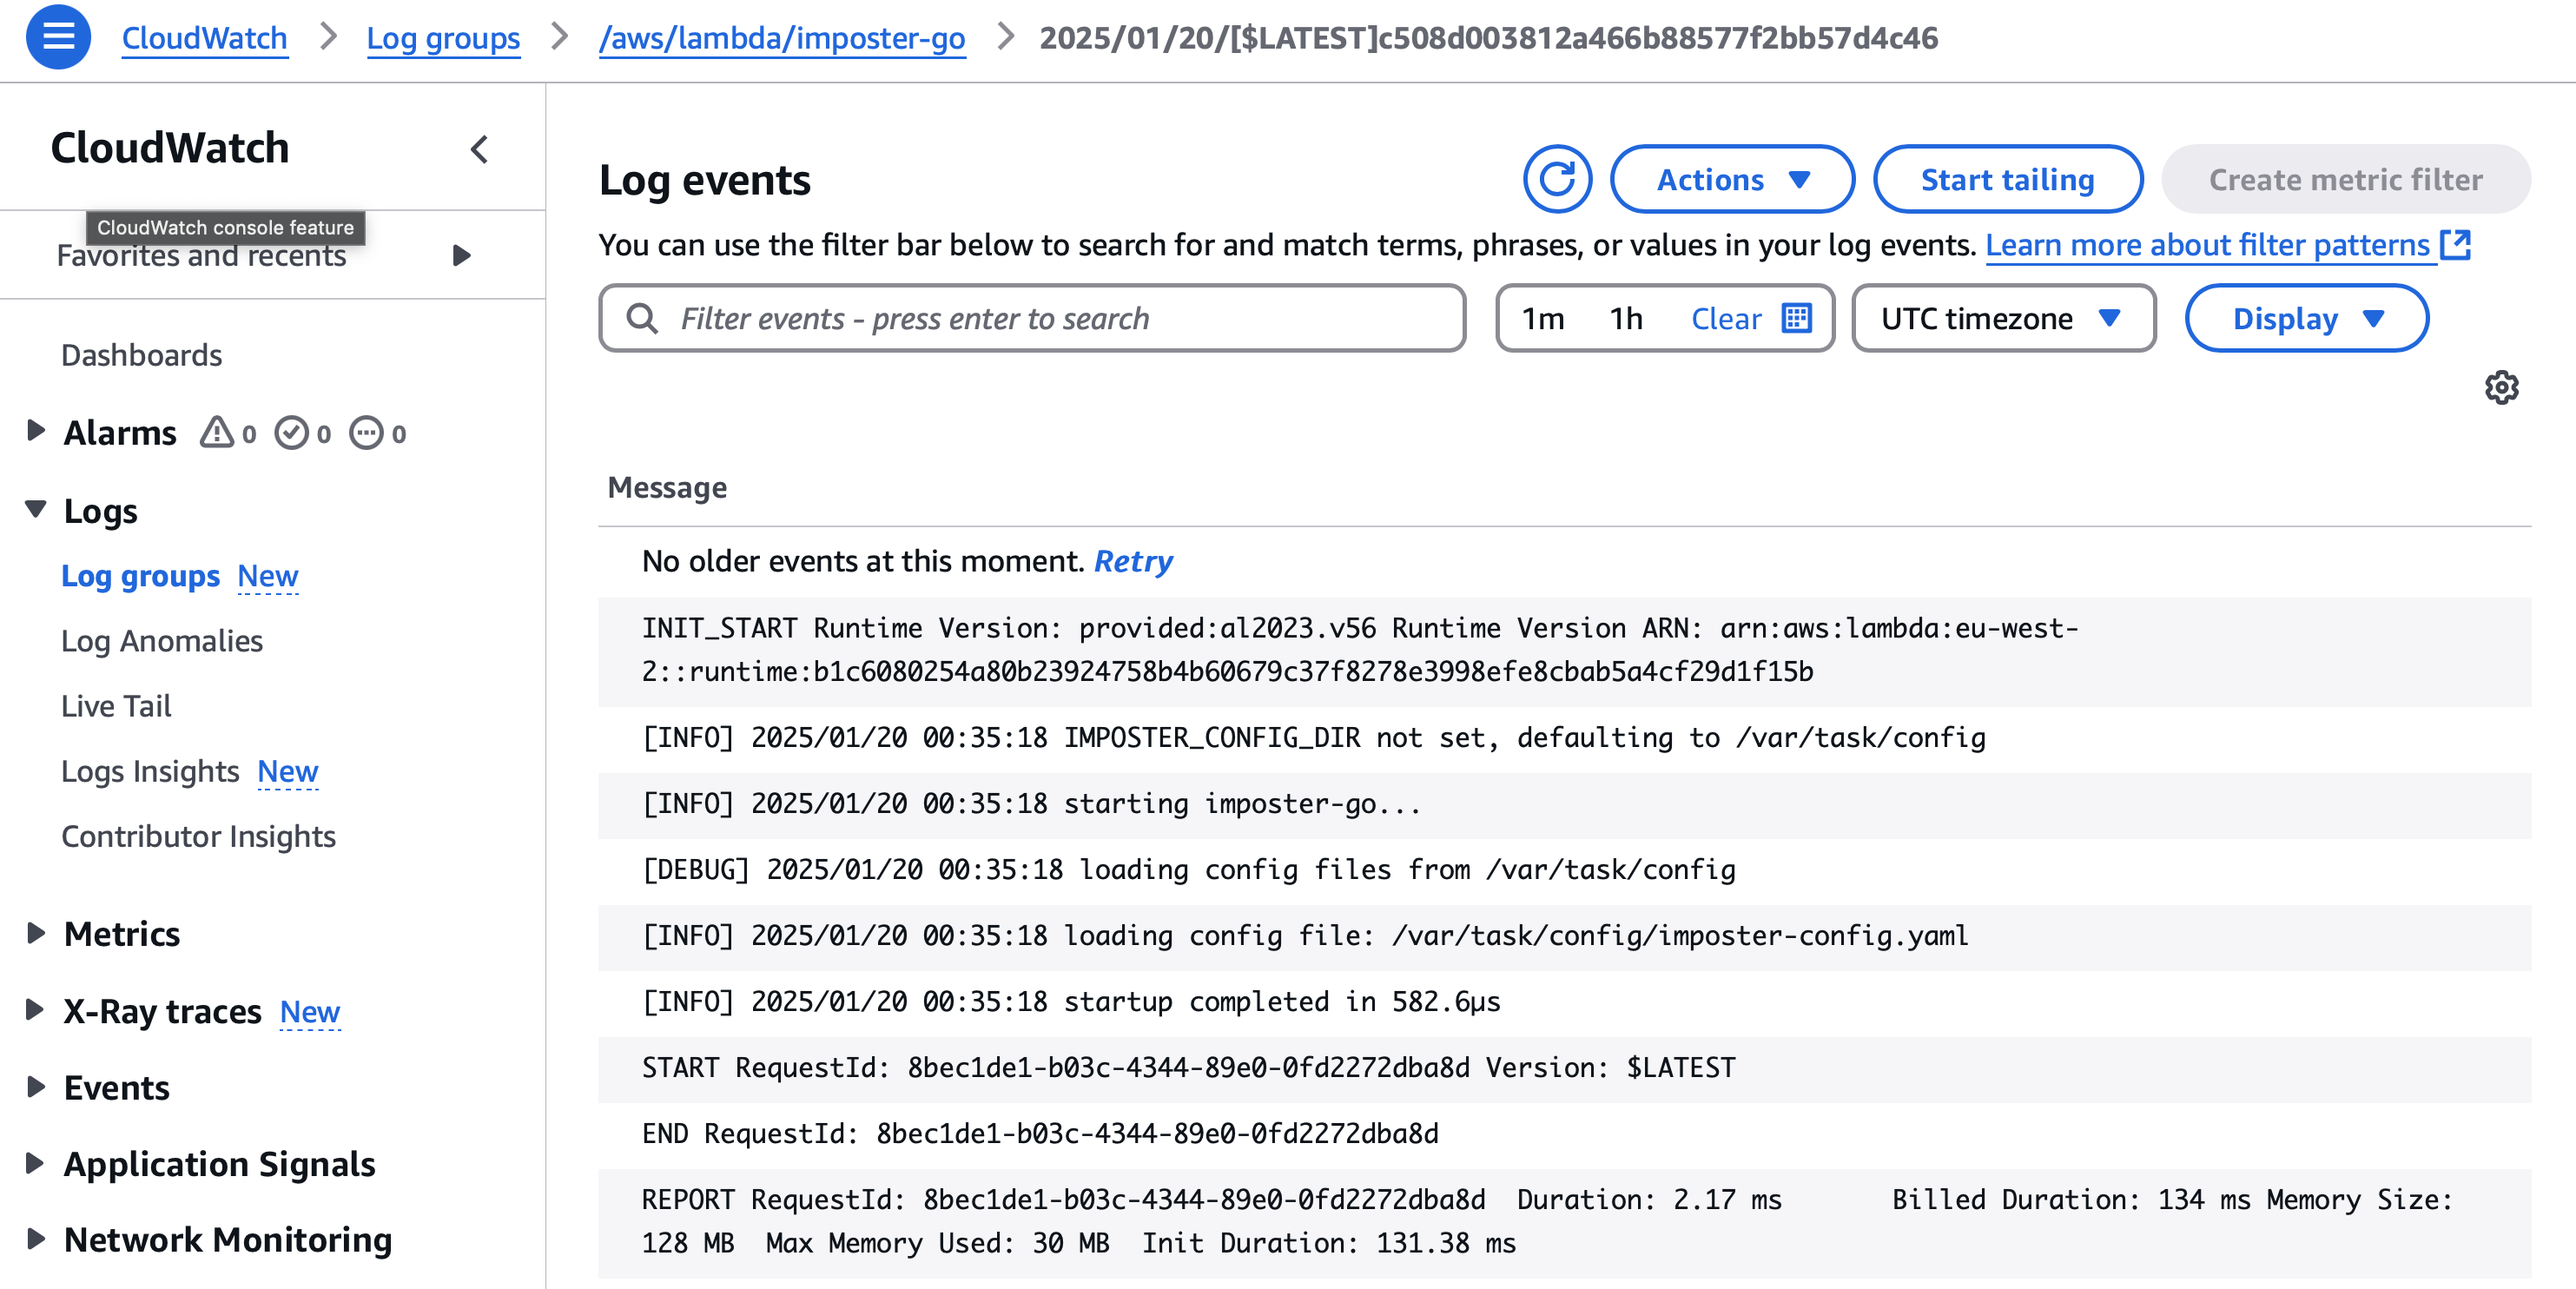 CloudWatch > Log groups > /aws/lambda/imposter-go > 2025/01/20/[$LATEST]c508d003812a466b88577f2bb57d4c46
CloudWatch
CloudWatch console feature
Favorites and recents
Dashboards
Alarms 0 0 0
Logs
Log groups New
Log Anomalies
Live Tail
Logs Insights New
Contributor Insights
Metrics
X-Ray traces New
Events
Application Signals
Network Monitoring
Log events
Actions
Start tailing
Create metric filter
You can use the filter bar below to search for and match terms, phrases, or values in your log events. Learn more about filter patterns
Filter events - press enter to search
1m 1h Clear
UTC timezone
Display
Message
No older events at this moment. Retry
INIT_START Runtime Version: provided:al2023.v56 Runtime Version ARN: arn:aws:lambda:eu-west-
2::runtime:b1c6080254a80b23924758b4b60679c37f8278e3998efe8cbab5a4cf29d1f15b
[INFO] 2025/01/20 00:35:18 IMPOSTER_CONFIG_DIR not set, defaulting to /var/task/config
[INFO] 2025/01/20 00:35:18 starting imposter-go...
[DEBUG] 2025/01/20 00:35:18 loading config files from /var/task/config
[INFO] 2025/01/20 00:35:18 loading config file: /var/task/config/imposter-config.yaml
[INFO] 2025/01/20 00:35:18 startup completed in 582.6µs
START RequestId: 8bec1de1-b03c-4344-89e0-0fd2272dba8d Version: $LATEST
END RequestId: 8bec1de1-b03c-4344-89e0-0fd2272dba8d
REPORT RequestId: 8bec1de1-b03c-4344-89e0-0fd2272dba8d Duration: 2.17 ms Billed Duration: 134 ms Memory Size:
128 MB Max Memory Used: 30 MB Init Duration: 131.38 ms